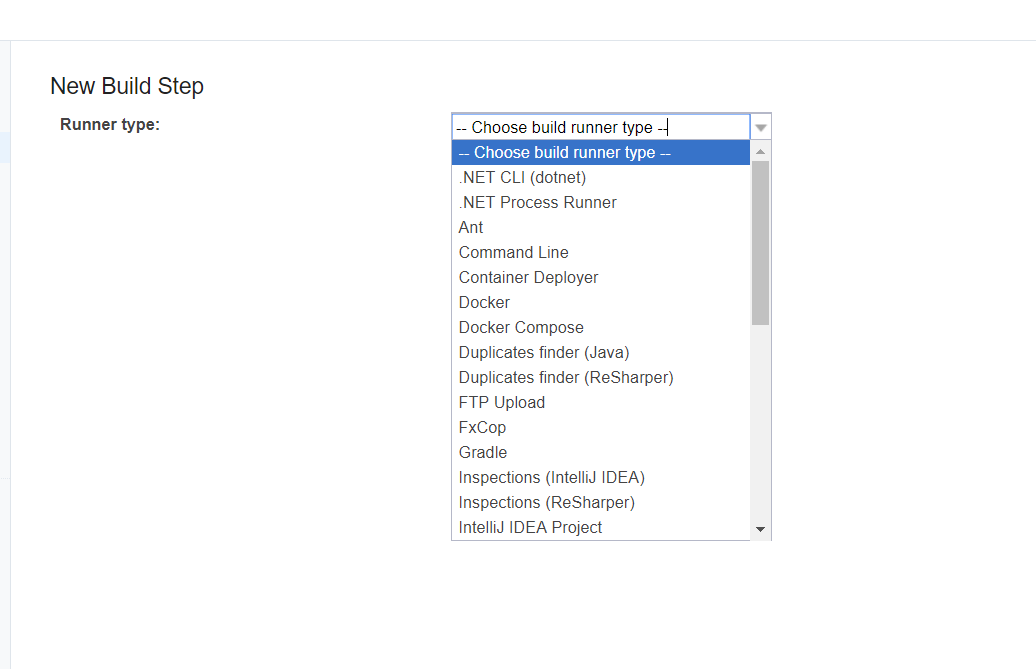 New Build Step
Runner type:
-- Choose build runner type --
-- Choose build runner type --
.NET CLI (dotnet)
.NET Process Runner
Ant
Command Line
Container Deployer
Docker
Docker Compose
Duplicates finder (Java)
Duplicates finder (ReSharper)
FTP Upload
FxCop
Gradle
Inspections (IntelliJ IDEA)
Inspections (ReSharper)
IntelliJ IDEA Project